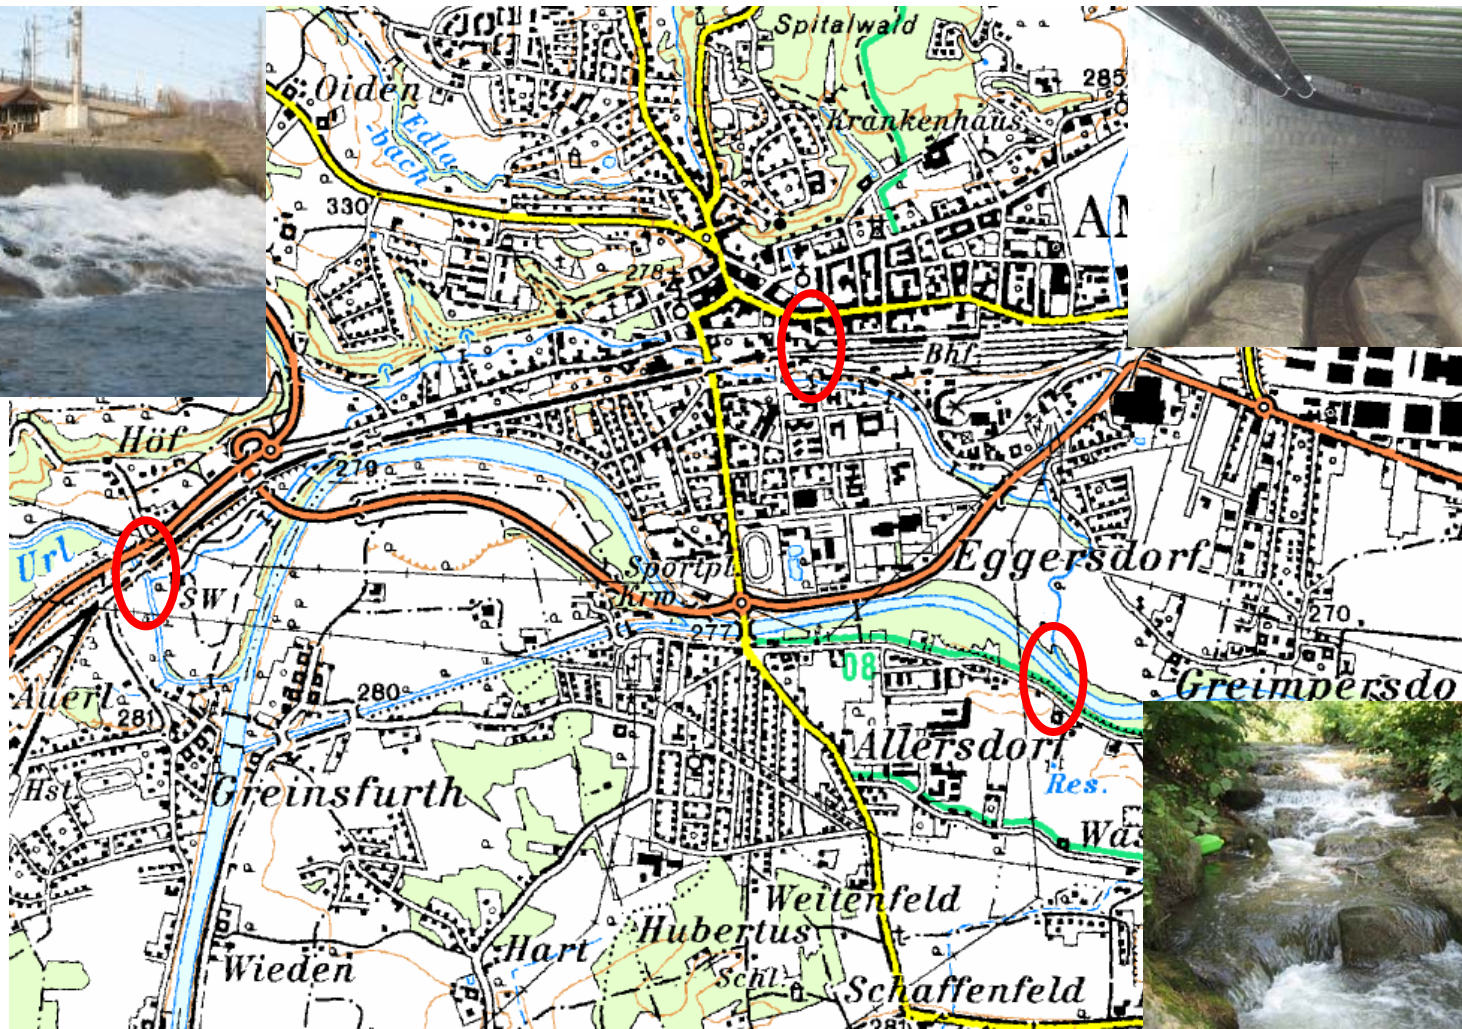 Spitalwald
Oiden
285
Edla
-bach
Krankenhaus
330
AM
278
Bhf.
Höf
279
Url
SW
Sportpl.
Krw.
Eggersdorf
277
270
08
Auerl
281
280
Greimpersdo
Allersdorf
Hst.
Greinsfurth
Res.
Was
Weitenfeld
Hubertus
Hart
Wieden
Schl.
Schaffenfeld
281